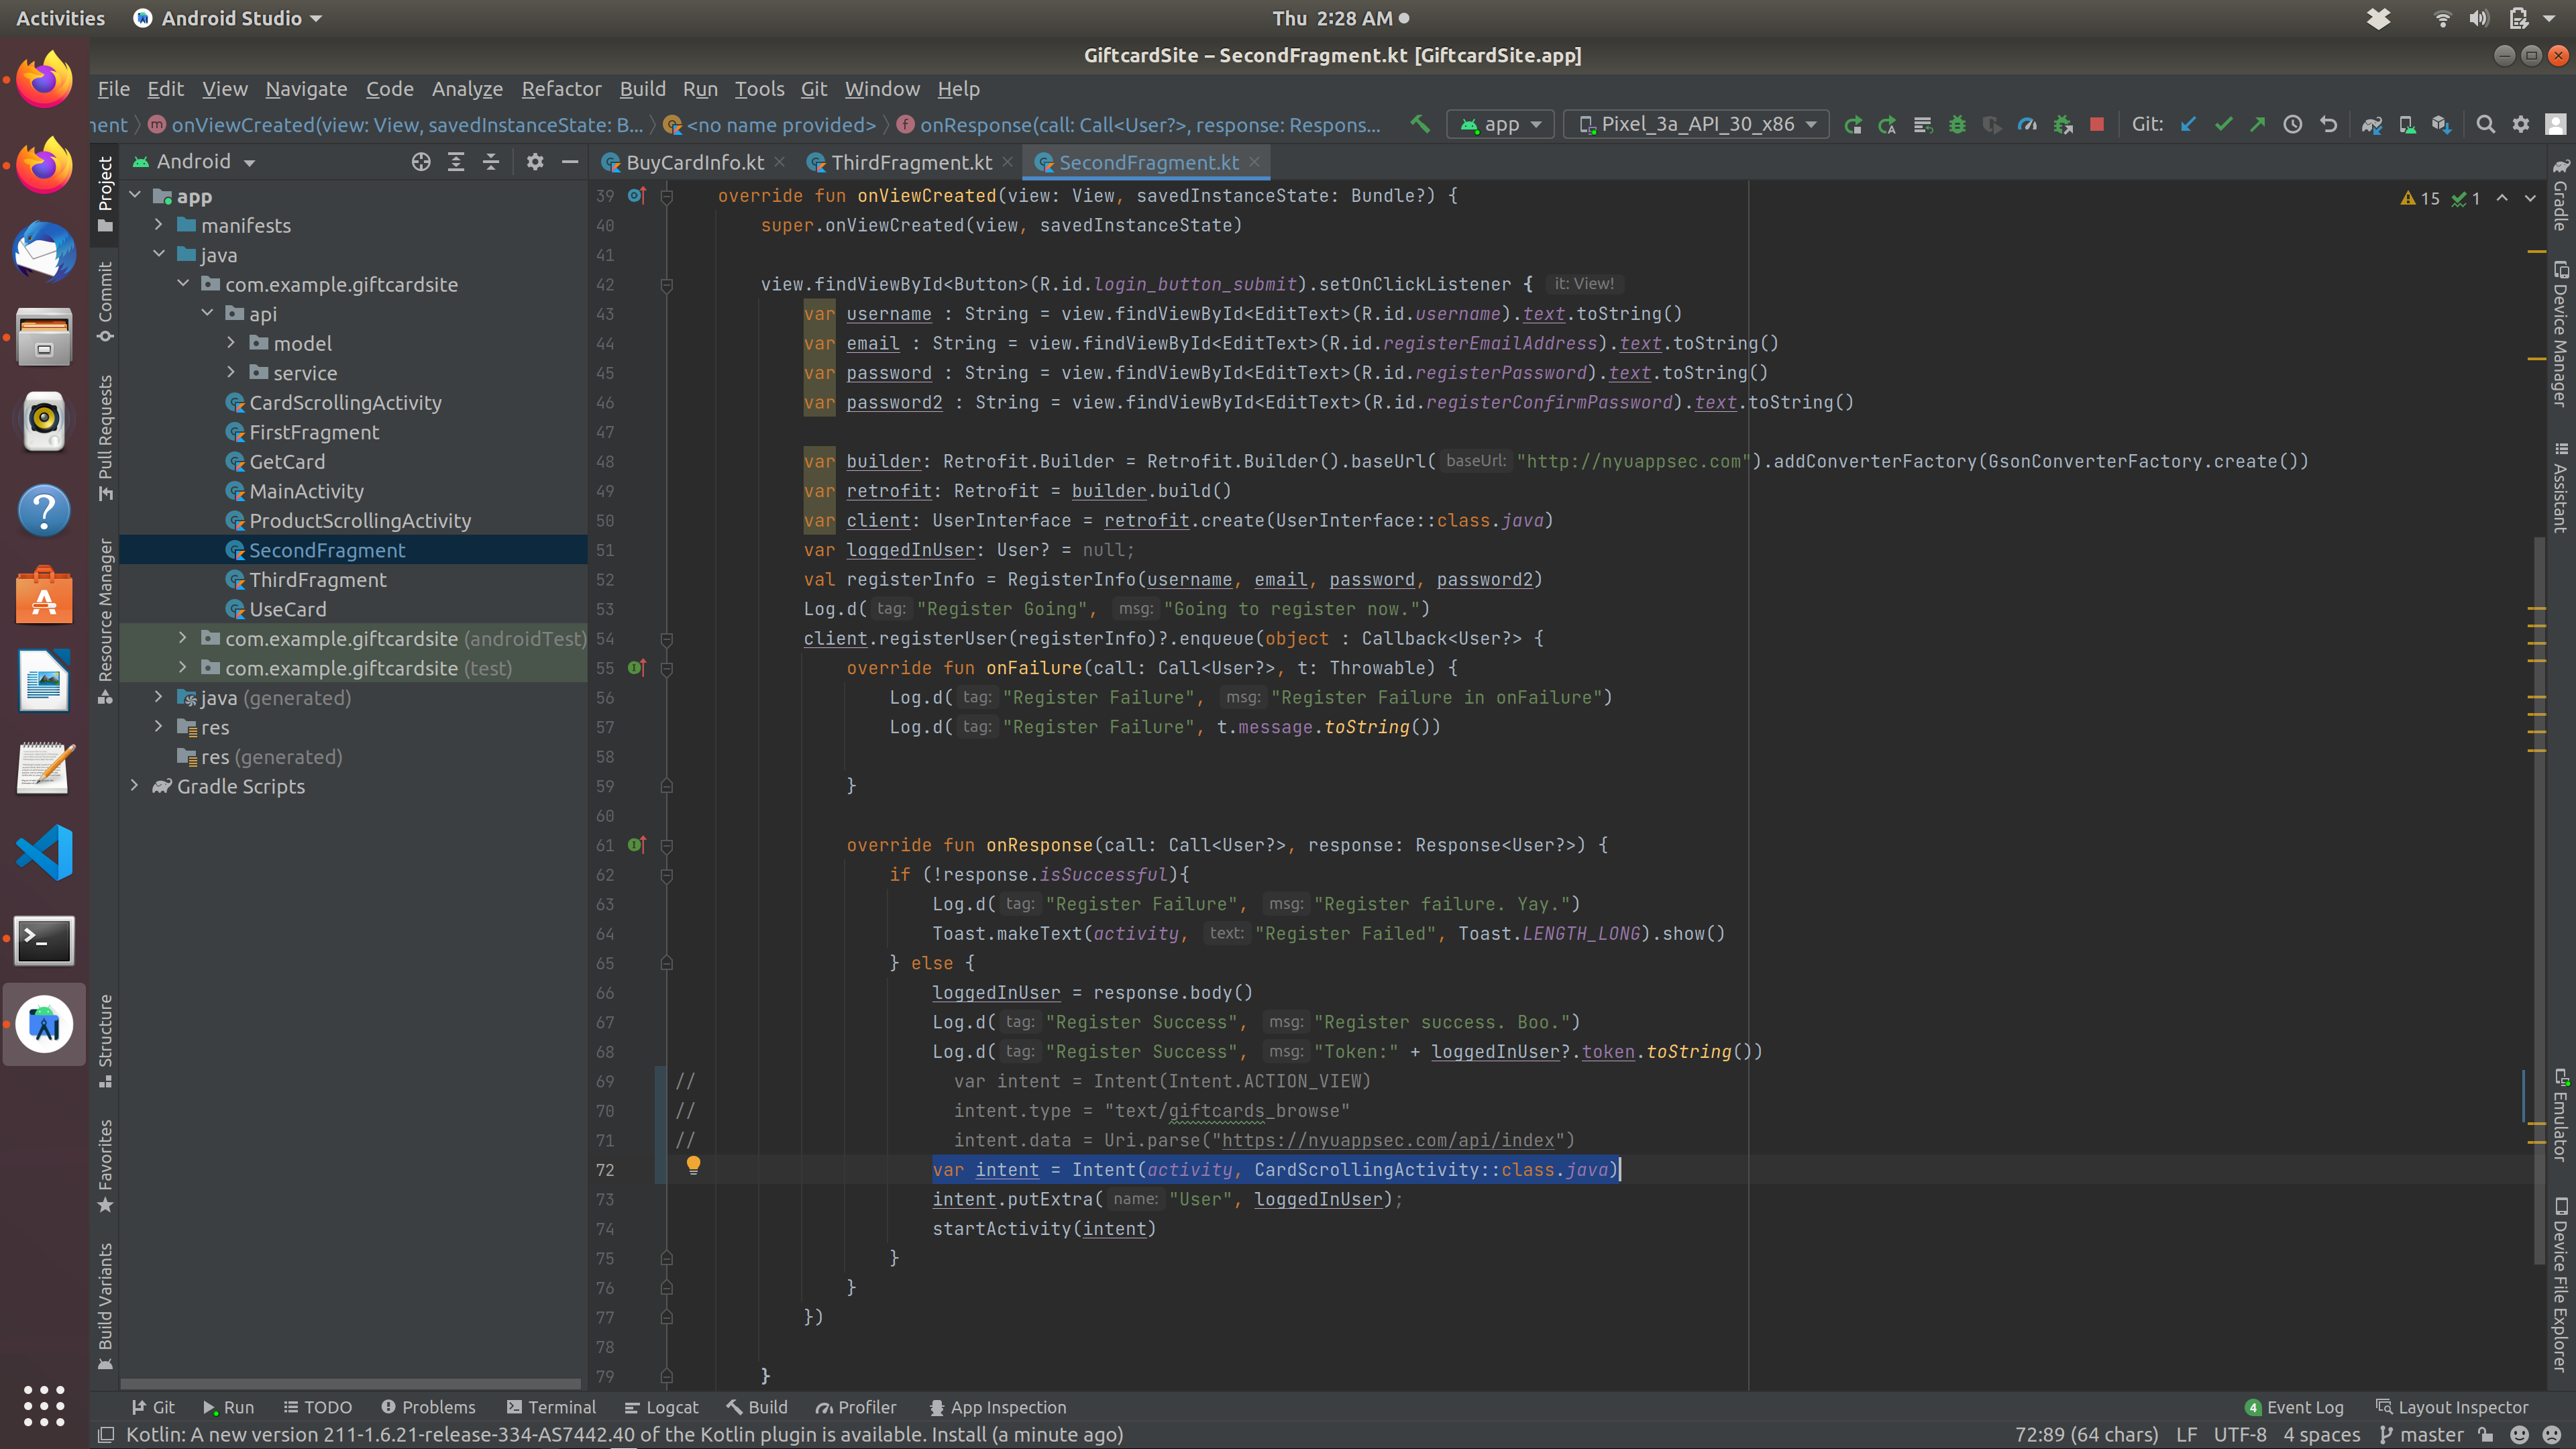 Activities
Android Studio
Thu 2:28 AM
GiftcardSite – SecondFragment.kt [GiftcardSite.app]
File Edit View Navigate Code Analyze Refactor Build Run Tools Git Window Help
nent
onViewCreated(view: View, savedInstanceState: B...
<no name provided>
onResponse(call: Call<User?>, response: Respons...
app
Pixel_3a_API_30_x86
Git:
Project
Commit
Pull Requests
Resource Manager
Structure
Favorites
Build Variants
Android
app
manifests
java
com.example.giftcardsite
api
model
service
CardScrollingActivity
FirstFragment
GetCard
MainActivity
ProductScrollingActivity
SecondFragment
ThirdFragment
UseCard
com.example.giftcardsite (androidTest)
com.example.giftcardsite (test)
java (generated)
res
res (generated)
Gradle Scripts
BuyCardInfo.kt
ThirdFragment.kt
SecondFragment.kt
15 1
39 override fun onViewCreated(view: View, savedInstanceState: Bundle?) {
40 super.onViewCreated(view, savedInstanceState)
41
42 view.findViewById<Button>(R.id.login_button_submit).setOnClickListener { it: View!
43 var username : String = view.findViewById<EditText>(R.id.username).text.toString()
44 var email : String = view.findViewById<EditText>(R.id.registerEmailAddress).text.toString()
45 var password : String = view.findViewById<EditText>(R.id.registerPassword).text.toString()
46 var password2 : String = view.findViewById<EditText>(R.id.registerConfirmPassword).text.toString()
47
48 var builder: Retrofit.Builder = Retrofit.Builder().baseUrl( baseUrl: "http://nyuappsec.com").addConverterFactory(GsonConverterFactory.create())
49 var retrofit: Retrofit = builder.build()
50 var client: UserInterface = retrofit.create(UserInterface::class.java)
51 var loggedInUser: User? = null;
52 val registerInfo = RegisterInfo(username, email, password, password2)
53 Log.d( tag: "Register Going", msg: "Going to register now.")
54 client.registerUser(registerInfo)?.enqueue(object : Callback<User?> {
55 override fun onFailure(call: Call<User?>, t: Throwable) {
56 Log.d( tag: "Register Failure", msg: "Register Failure in onFailure")
57 Log.d( tag: "Register Failure", t.message.toString())
58
59 }
60
61 override fun onResponse(call: Call<User?>, response: Response<User?>) {
62 if (!response.isSuccessful){
63 Log.d( tag: "Register Failure", msg: "Register failure. Yay.")
64 Toast.makeText(activity, text: "Register Failed", Toast.LENGTH_LONG).show()
65 } else {
66 loggedInUser = response.body()
67 Log.d( tag: "Register Success", msg: "Register success. Boo.")
68 Log.d( tag: "Register Success", msg: "Token:" + loggedInUser?.token.toString())
69 // var intent = Intent(Intent.ACTION_VIEW)
70 // intent.type = "text/giftcards_browse"
71 // intent.data = Uri.parse("https://nyuappsec.com/api/index")
72 var intent = Intent(activity, CardScrollingActivity::class.java)
73 intent.putExtra( name: "User", loggedInUser);
74 startActivity(intent)
75 }
76 }
77 })
78
79 }
Gradle
Device Manager
Assistant
Emulator
Device File Explorer
Git Run TODO Problems Terminal Logcat Build Profiler App Inspection
4 Event Log Layout Inspector
Kotlin: A new version 211-1.6.21-release-334-AS7442.40 of the Kotlin plugin is available. Install (a minute ago)
72:89 (64 chars) LF UTF-8 4 spaces master